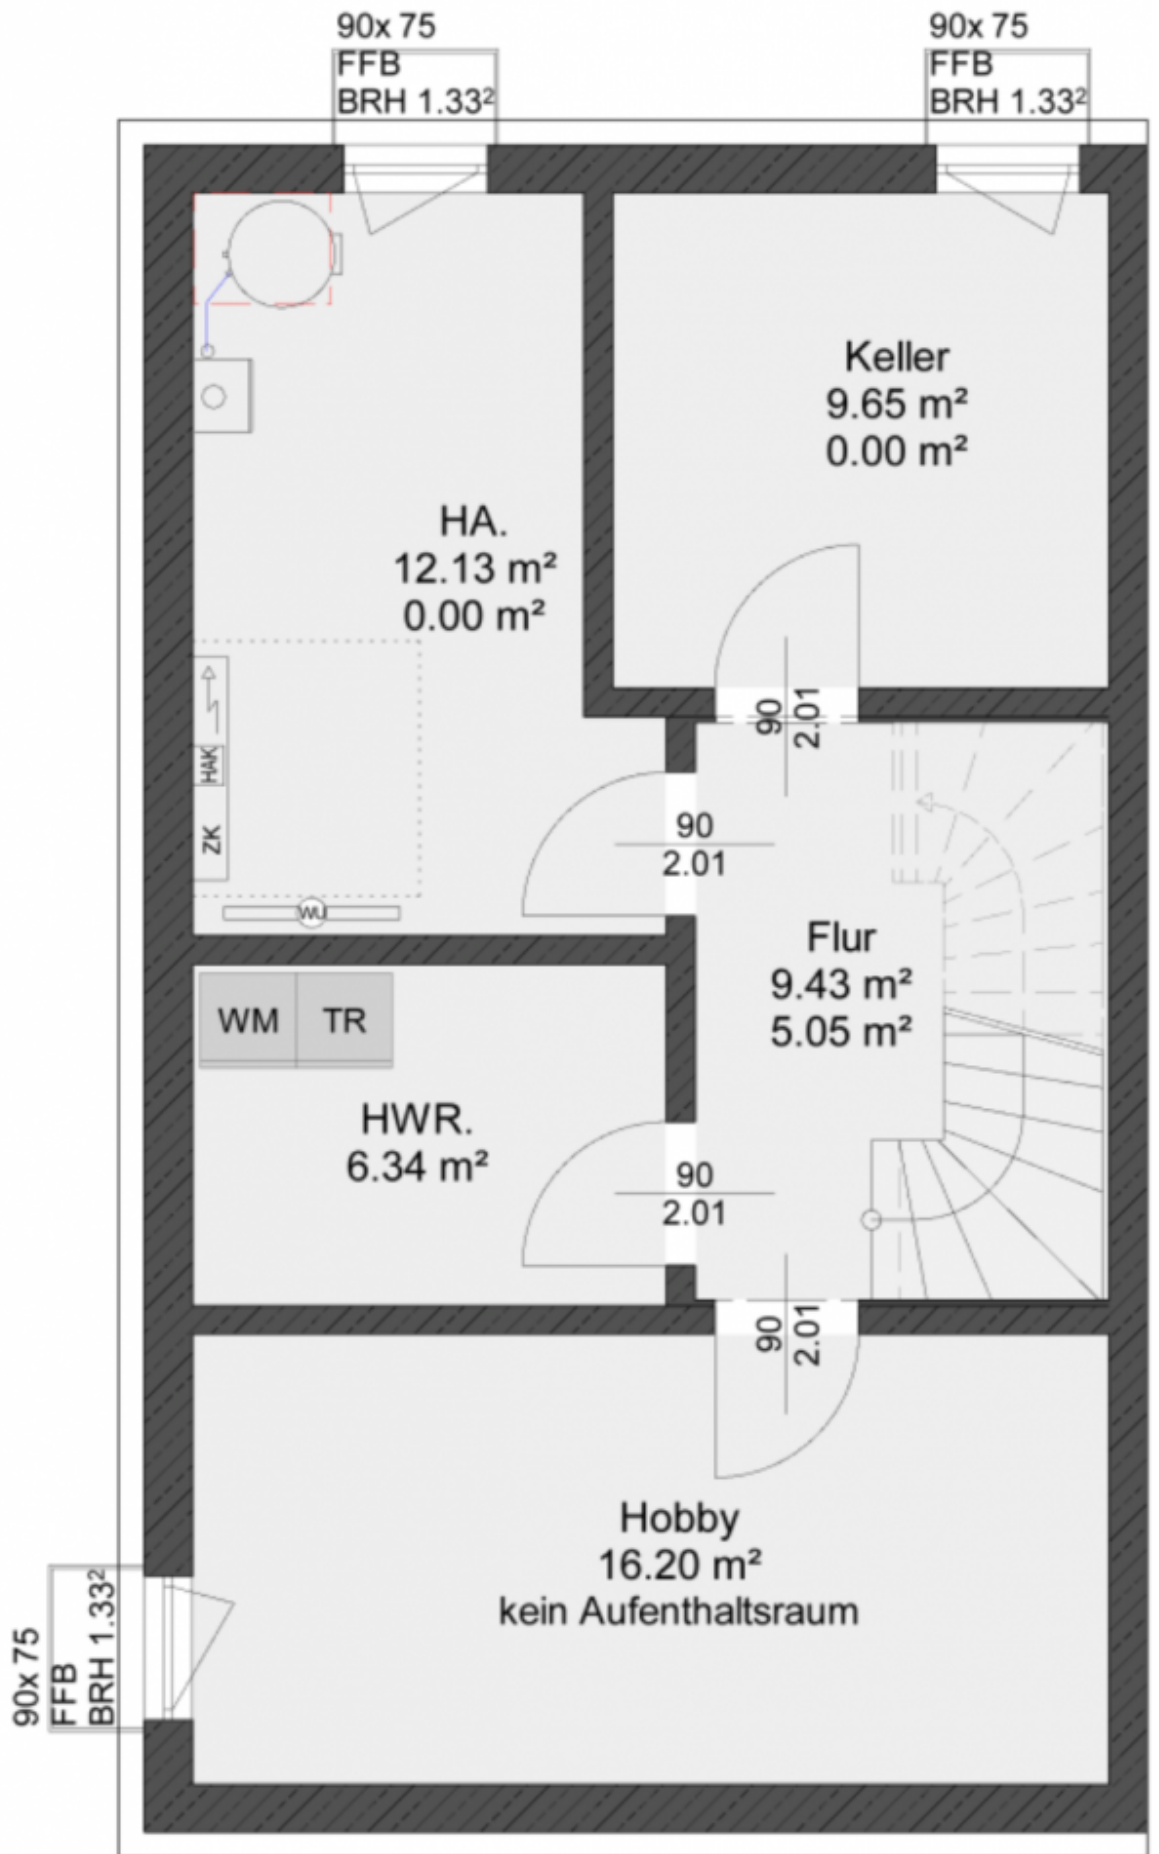 90x 75
FFB
BRH 1.33²
90x 75
FFB
BRH 1.33²
Keller
9.65 m²
0.00 m²
HA.
12.13 m²
0.00 m²
90
2.01
HAK
ZK
90
2.01
WU
Flur
9.43 m²
5.05 m²
WM
TR
HWR.
6.34 m²
90
2.01
90
2.01
Hobby
16.20 m²
kein Aufenthaltsraum
90x 75
FFB
BRH 1.33²